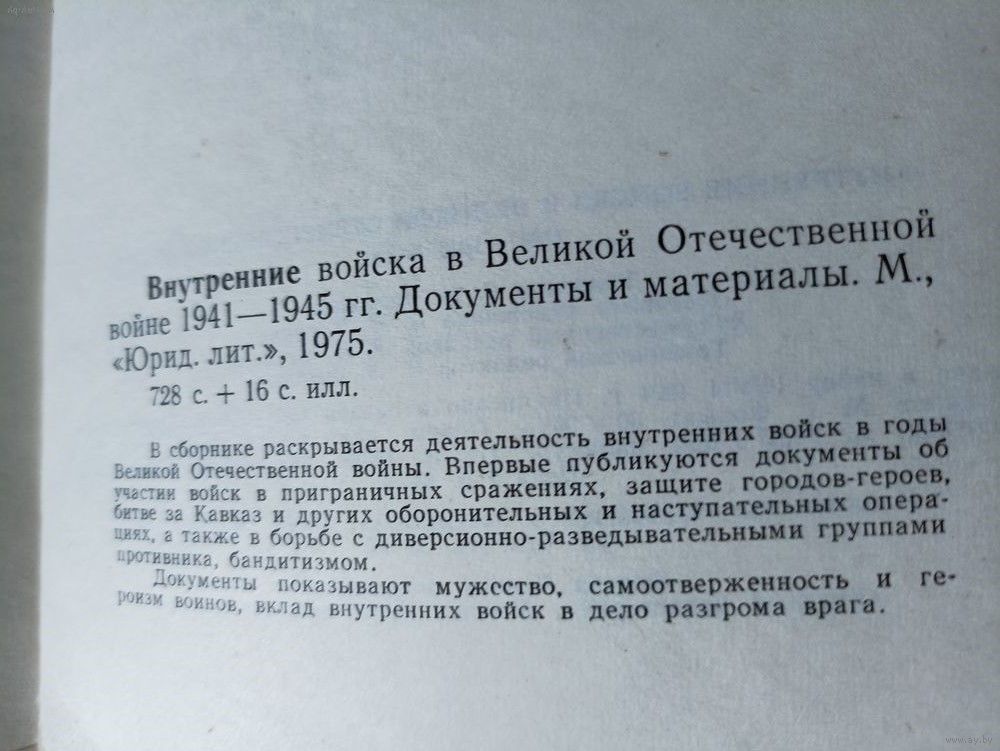 Внутренние войска в Великой Отечественной
войне 1941—1945 гг. Документы и материалы. М.,
«Юрид. лит.», 1975.
728 с. + 16 с. илл.
В сборнике раскрывается деятельность внутренних войск в годы
Великой Отечественной войны. Впервые публикуются документы об
участии войск в приграничных сражениях, защите городов-героев,
битве за Кавказ и других оборонительных и наступательных опера-
циях, а также в борьбе с диверсионно-разведывательными группами
противника, бандитизмом.
Документы показывают мужество, самоотверженность и ге-
роизм воинов, вклад внутренних войск в дело разгрома врага.
www.ay.by